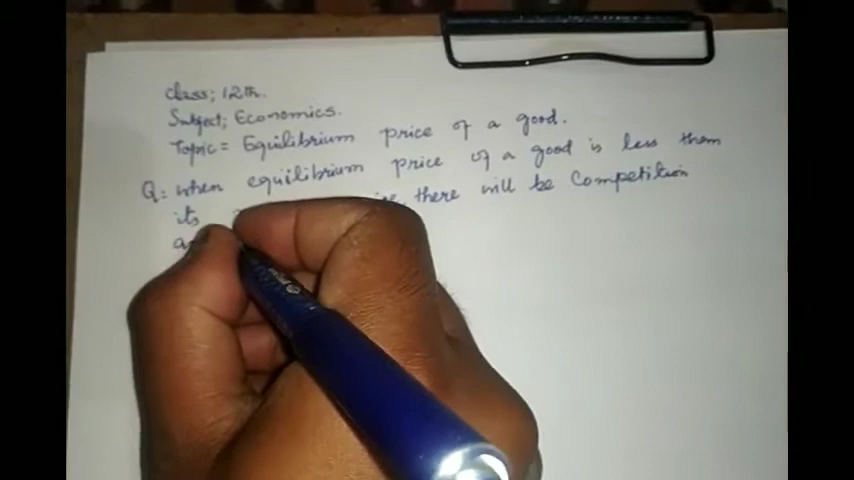 Class; 12th.
Subject; Economics.
Topic= Equilibrium price of a good.
Q: when equilibrium price of a good is less them
its there will be Competition